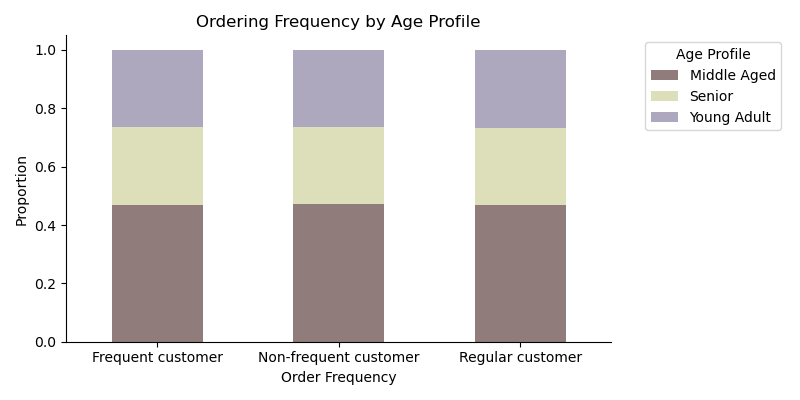 Ordering Frequency by Age Profile
Proportion
1.0
0.8
0.6
0.4
0.2
0.0
Frequent customer
Non-frequent customer
Regular customer
Order Frequency
Age Profile
Middle Aged
Senior
Young Adult